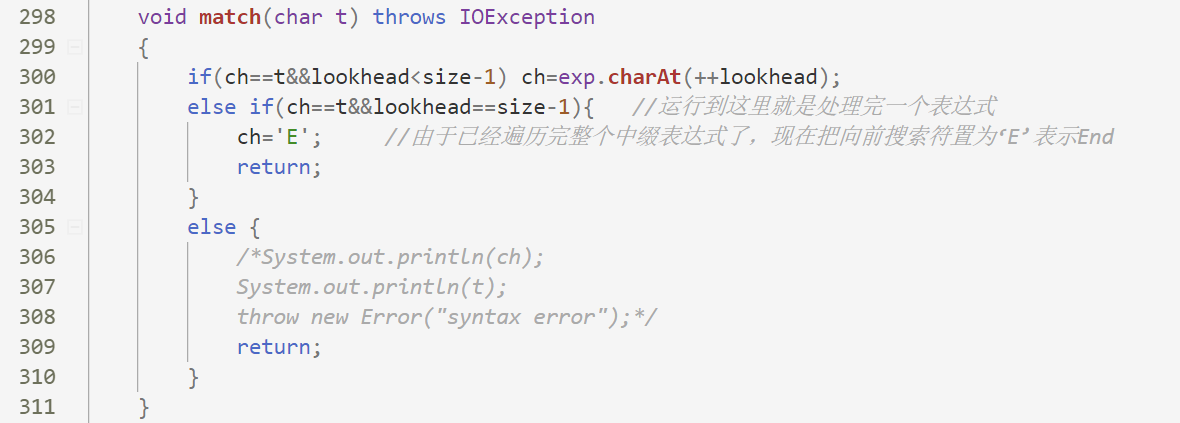 298 void match(char t) throws IOException
299 {
300 if(ch==t&&lookhead<size-1) ch=exp.charAt(++lookhead);
301 else if(ch==t&&lookhead==size-1){ //运行到这里就是处理完一个表达式
302 ch='E'; //由于已经遍历完整个中缀表达式了，现在把向前搜索符置为‘E’表示End
303 return;
304 }
305 else {
306 /*System.out.println(ch);
307 System.out.println(t);
308 throw new Error("syntax error");*/
309 return;
310 }
311 }